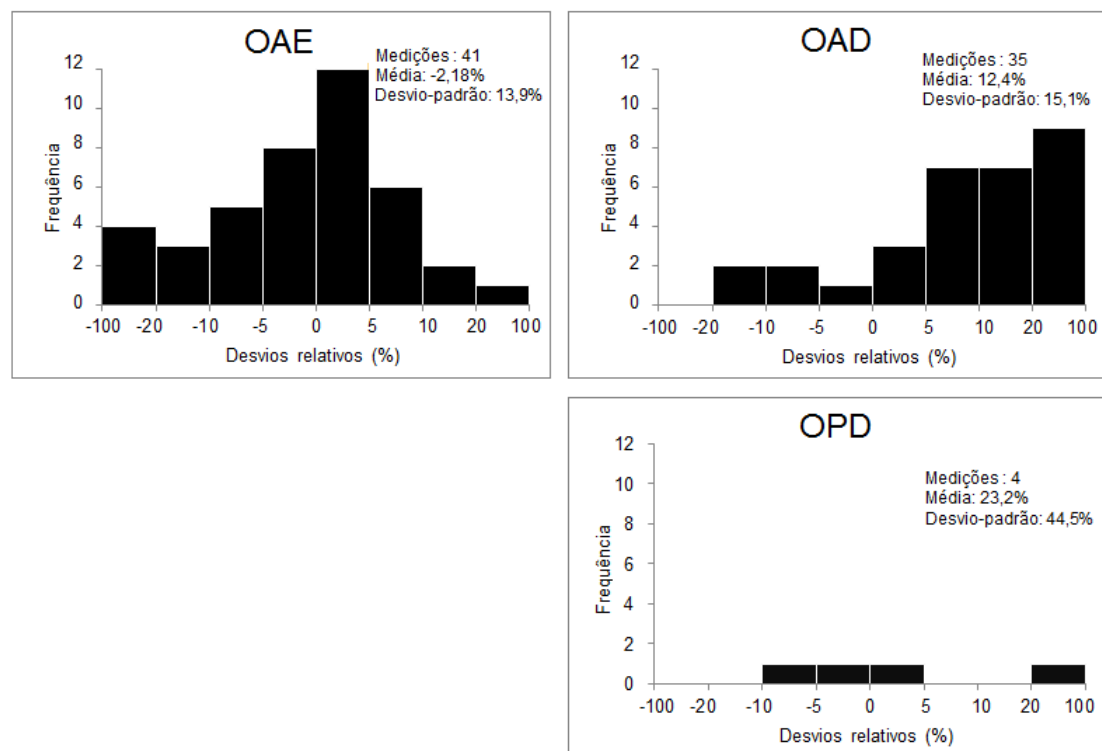 OAE
Medições : 41
Média: -2,18%
Desvio-padrão: 13,9%
12
10
8
6
4
2
0
Frequência
-100 -20 -10 -5 0 5 10 20 100
Desvios relativos (%)
OAD
Medições : 35
Média: 12,4%
Desvio-padrão: 15,1%
12
10
8
6
4
2
0
Frequência
-100 -20 -10 -5 0 5 10 20 100
Desvios relativos (%)
OPD
Medições : 4
Média: 23,2%
Desvio-padrão: 44,5%
12
10
8
6
4
2
0
Frequência
-100 -20 -10 -5 0 5 10 20 100
Desvios relativos (%)